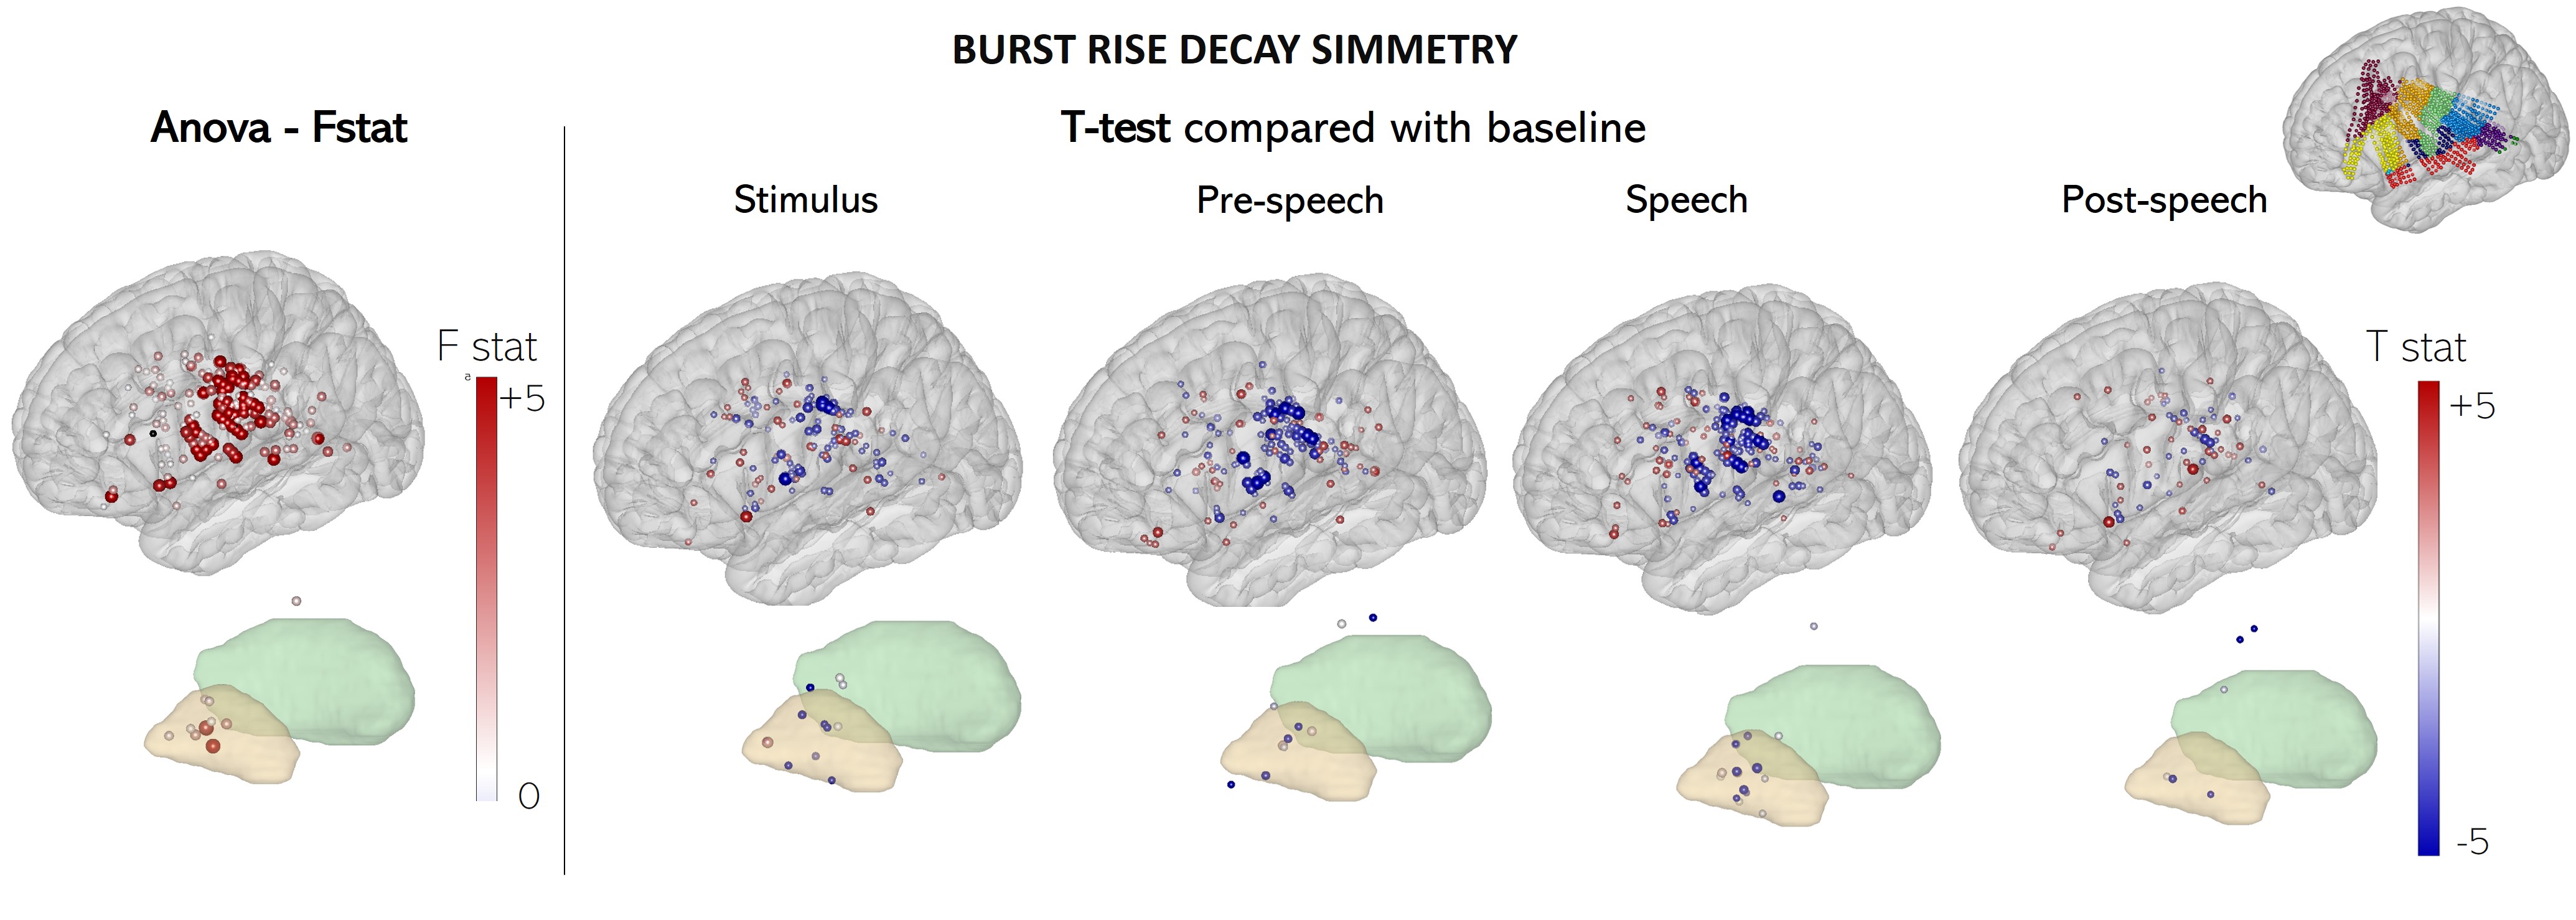 BURST RISE DECAY SIMMETRY
Anova - Fstat
T-test compared with baseline
Stimulus
Pre-speech
Speech
Post-speech
F stat
a
+5
0
T stat
+5
-5